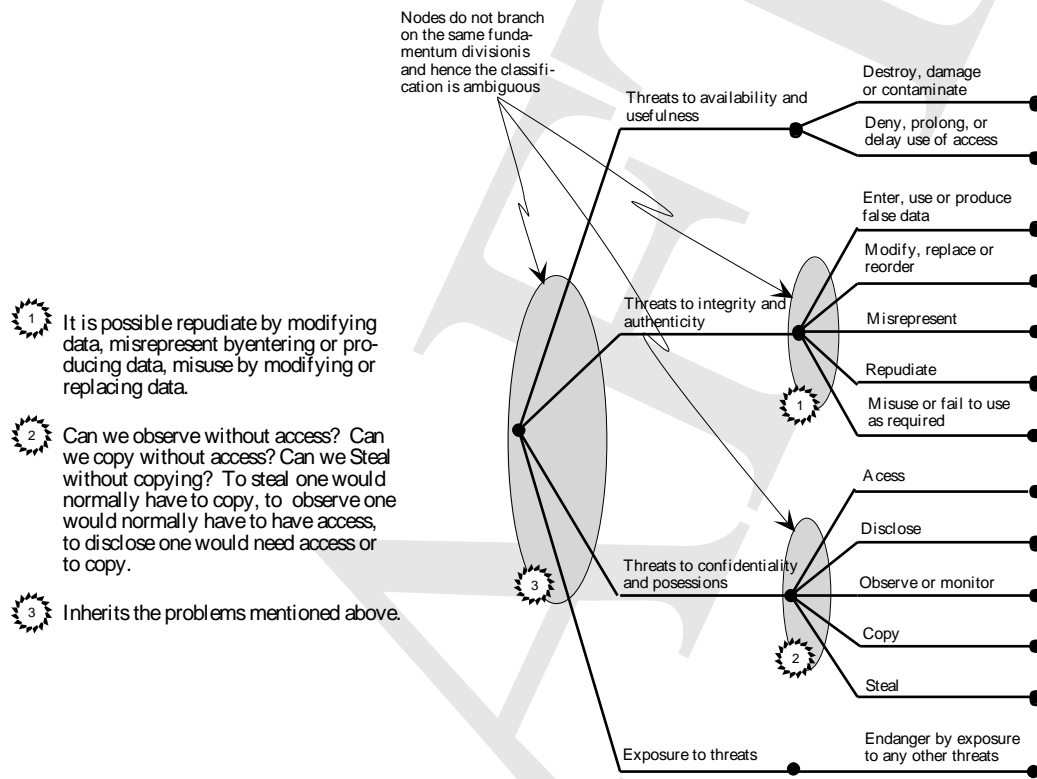 Nodes do not branch
on the same funda-
mentum divisionis
and hence the classifi-
cation is ambiguous
Threats to availability and
usefulness
Destroy, damage
or contaminate
Deny, prolong, or
delay use of access
Threats to integrity and
authenticity
Enter, use or produce
false data
Modify, replace or
reorder
Misrepresent
Repudiate
Misuse or fail to use
as required
1
Threats to confidentiality
and posessions
Acess
Disclose
Observe or monitor
Copy
Steal
2
3
Exposure to threats
Endanger by exposure
to any other threats
1
It is possible repudiate by modifying
data, misrepresent byentering or pro-
ducing data, misuse by modifying or
replacing data.
2
Can we observe without access? Can
we copy without access? Can we Steal
without copying? To steal one would
normally have to copy, to observe one
would normally have to have access,
to disclose one would need access or
to copy.
3
Inherits the problems mentioned above.